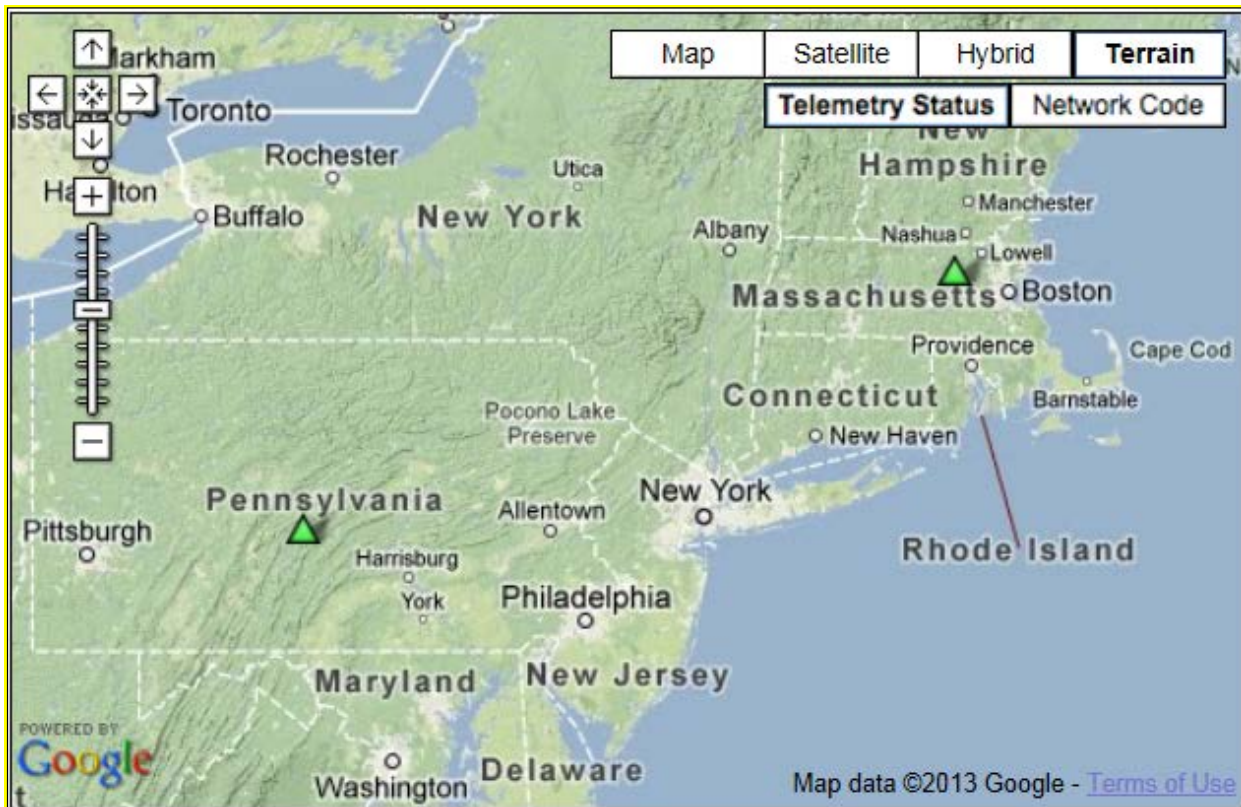 Map
Satellite
Hybrid
Terrain
Telemetry Status
Network Code
Markham
Toronto
Rochester
Utica
New Hampshire
Manchester
Buffalo
New York
Albany
Nashua
Lowell
Massachusetts
Boston
Providence
Cape Cod
Connecticut
Barnstable
Pocono Lake
Preserve
New Haven
Pennsylvania
New York
Allentown
Pittsburgh
Harrisburg
Rhode Island
York
Philadelphia
Maryland
New Jersey
POWERED BY
Google
Washington
Delaware
Map data ©2013 Google - Terms of Use